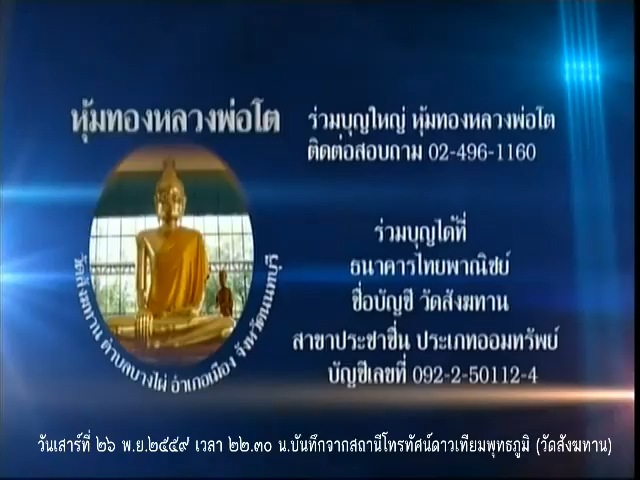 หุ้มทองหลวงพ่อโต
วัดสังฆทาน ตำบลบางไผ่ อำเภอเมือง จังหวัดนนทบุรี
ร่วมบุญใหญ่ หุ้มทองหลวงพ่อโต
ติดต่อสอบถาม 02-496-1160
ร่วมบุญได้ที่
ธนาคารไทยพาณิชย์
ชื่อบัญชี วัดสังฆทาน
สาขาประชาชื่น ประเภทออมทรัพย์
บัญชีเลขที่ 092-2-50112-4
วันเสาร์ที่ ๒๖ พ.ย.๒๕๕๙ เวลา ๒๒.๓๐ น.บันทึกจากสถานีโทรทัศน์ดาวเทียมพุทธภูมิ (วัดสังฆทาน)